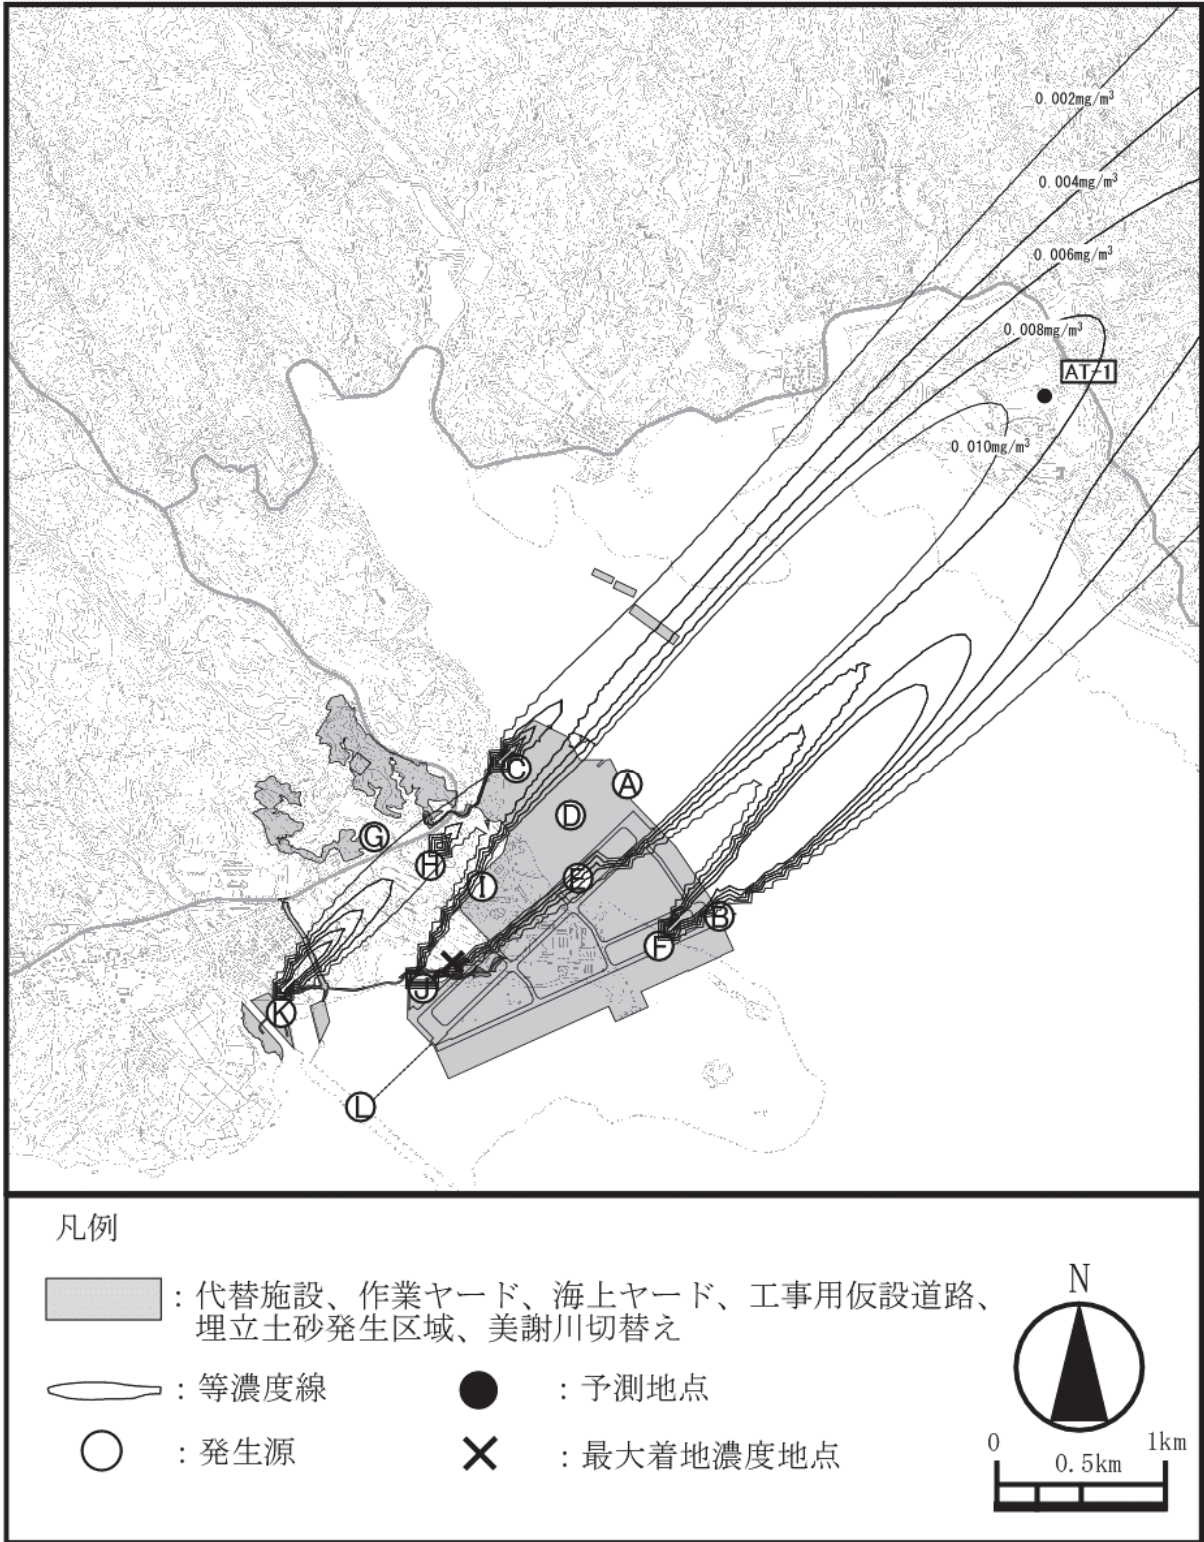 0.002mg/m³
0.004mg/m³
0.006mg/m³
0.008mg/m³
AT-1
0.010mg/m³
C
A
D
G
H
E
I
B
F
J
K
L
凡例
：代替施設、作業ヤード、海上ヤード、工事用仮設道路、
埋立土砂発生区域、美謝川切替え
：等濃度線
：予測地点
：発生源
：最大着地濃度地点
N
0 1km
0.5km